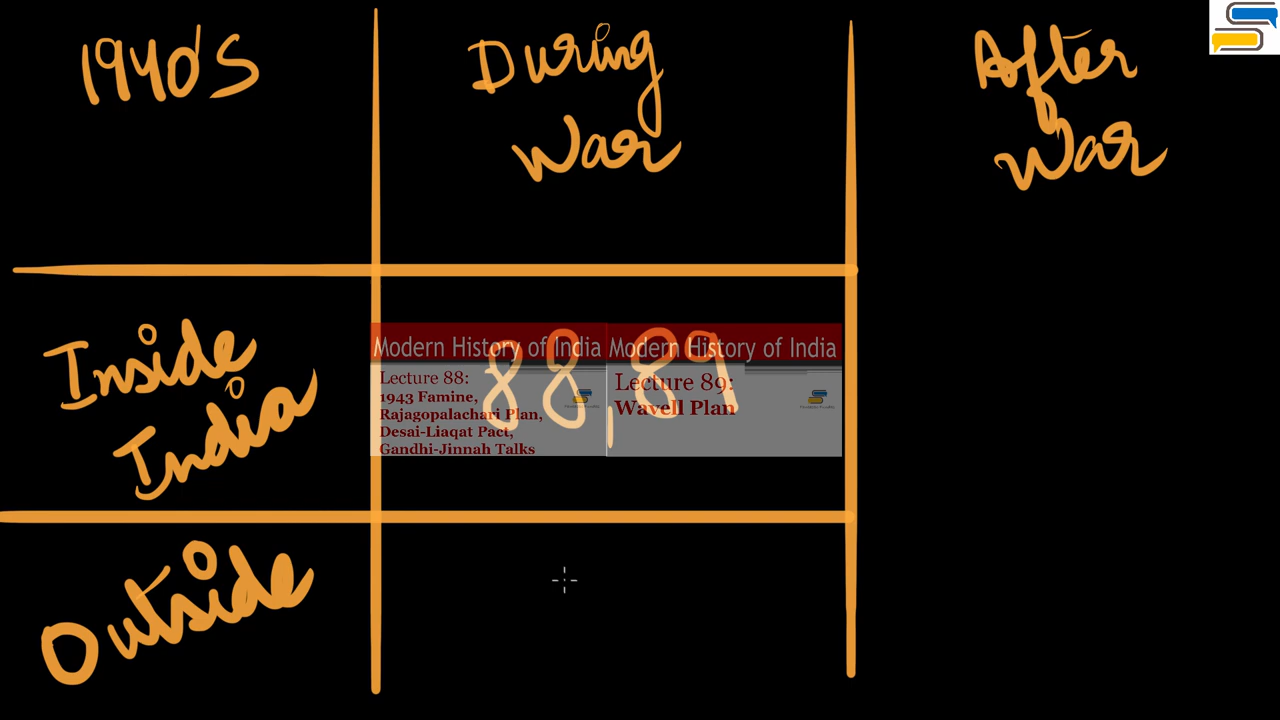 1940's
During
War
After
War
Inside
India
Modern History of India
Lecture 88:
1943 Famine,
Rajagopalachari Plan,
Desai-Liaqat Pact,
Gandhi-Jinnah Talks
Modern History of India
Lecture 89:
Wavell Plan
88,89
Outside